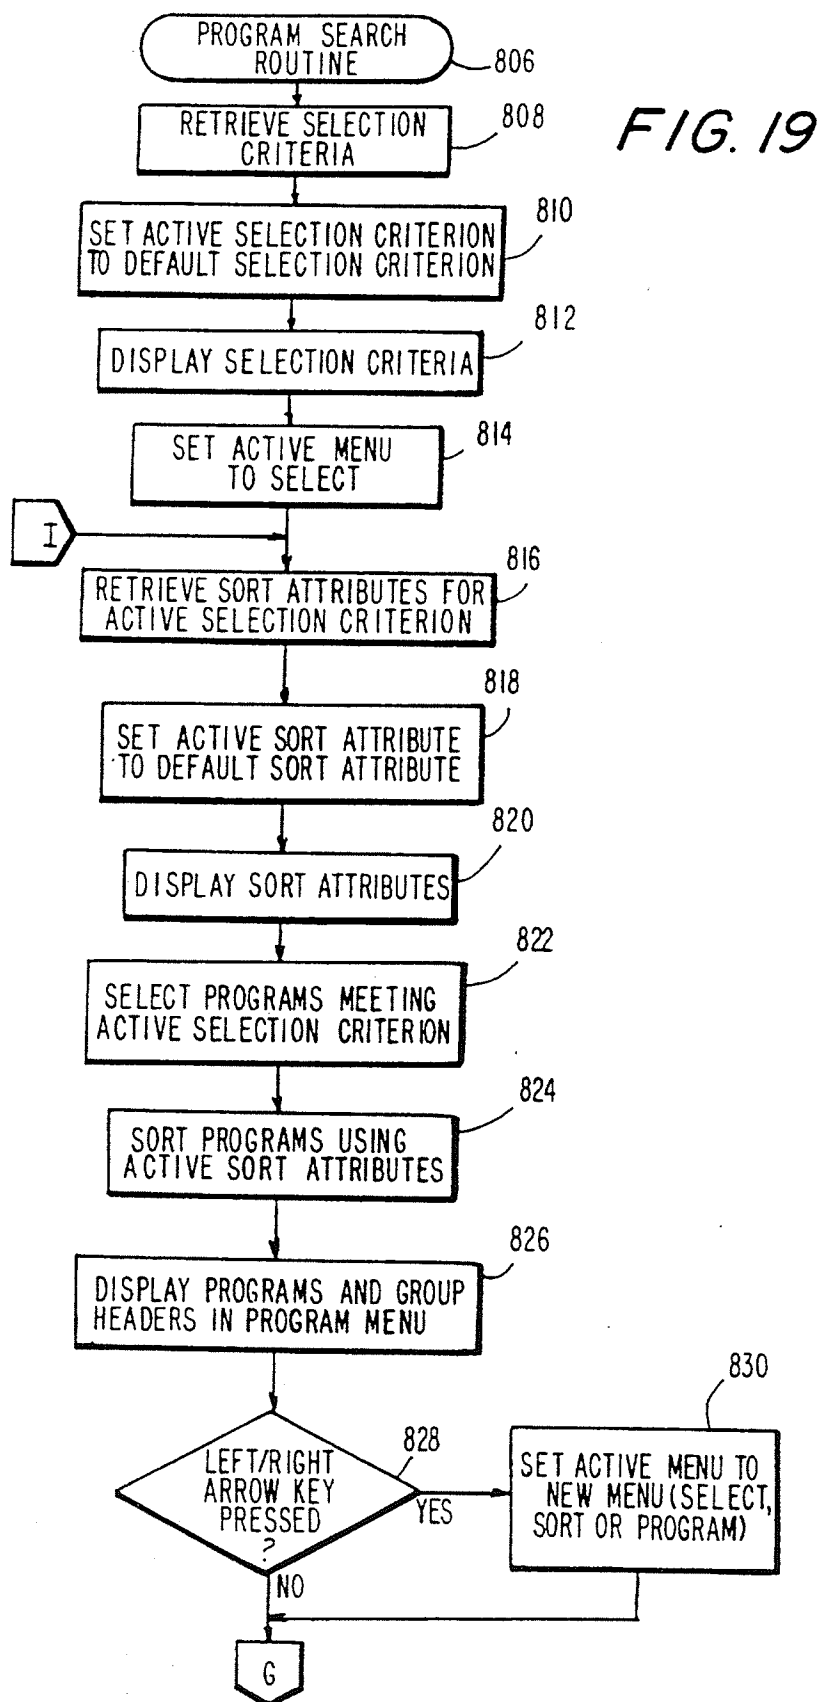 PROGRAM SEARCH
ROUTINE
806
FIG. 19
RETRIEVE SELECTION
CRITERIA
808
SET ACTIVE SELECTION CRITERION
TO DEFAULT SELECTION CRITERION
810
DISPLAY SELECTION CRITERIA
812
SET ACTIVE MENU
TO SELECT
814
I
RETRIEVE SORT ATTRIBUTES FOR
ACTIVE SELECTION CRITERION
816
SET ACTIVE SORT ATTRIBUTE
TO DEFAULT SORT ATTRIBUTE
818
DISPLAY SORT ATTRIBUTES
820
SELECT PROGRAMS MEETING
ACTIVE SELECTION CRITERION
822
SORT PROGRAMS USING
ACTIVE SORT ATTRIBUTES
824
DISPLAY PROGRAMS AND GROUP
HEADERS IN PROGRAM MENU
826
LEFT/RIGHT
ARROW KEY
PRESSED
?
828
YES
NO
SET ACTIVE MENU TO
NEW MENU (SELECT,
SORT OR PROGRAM)
830
G